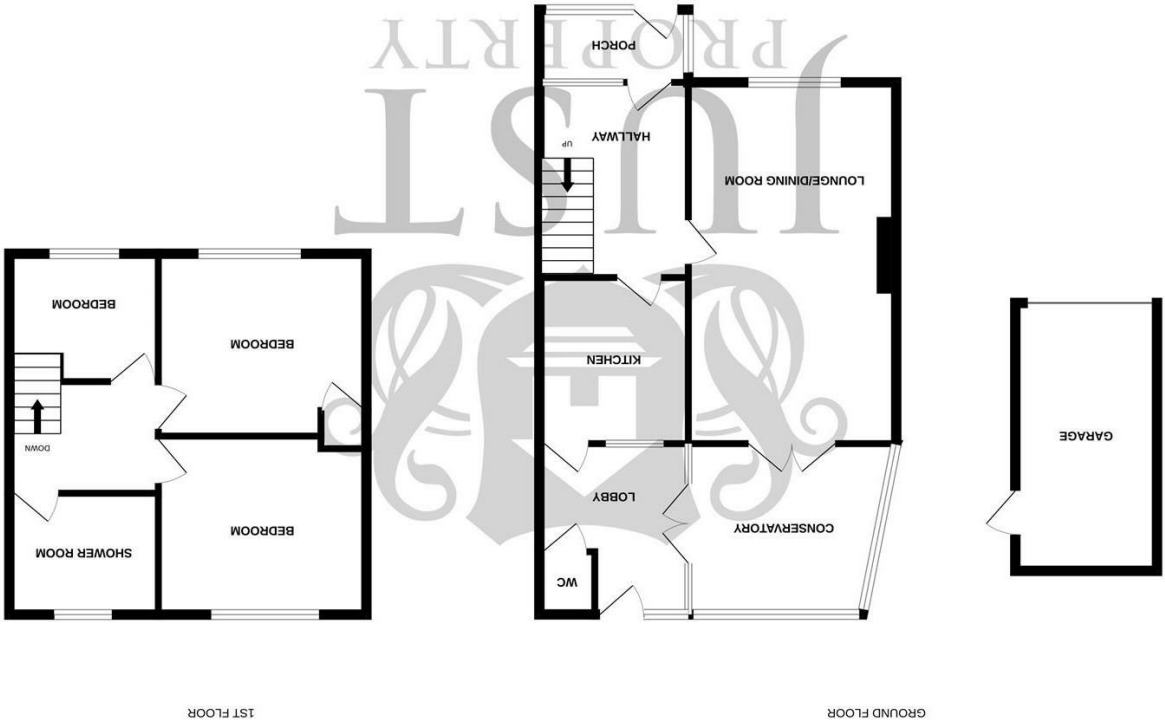 GROUND FLOOR
1ST FLOOR
GARAGE
CONSERVATORY
WC
LOBBY
KITCHEN
LOUNGE/DINING ROOM
UP
HALLWAY
PORCH
BEDROOM
SHOWER ROOM
DOWN
BEDROOM
BEDROOM
JUST
PROPERTY